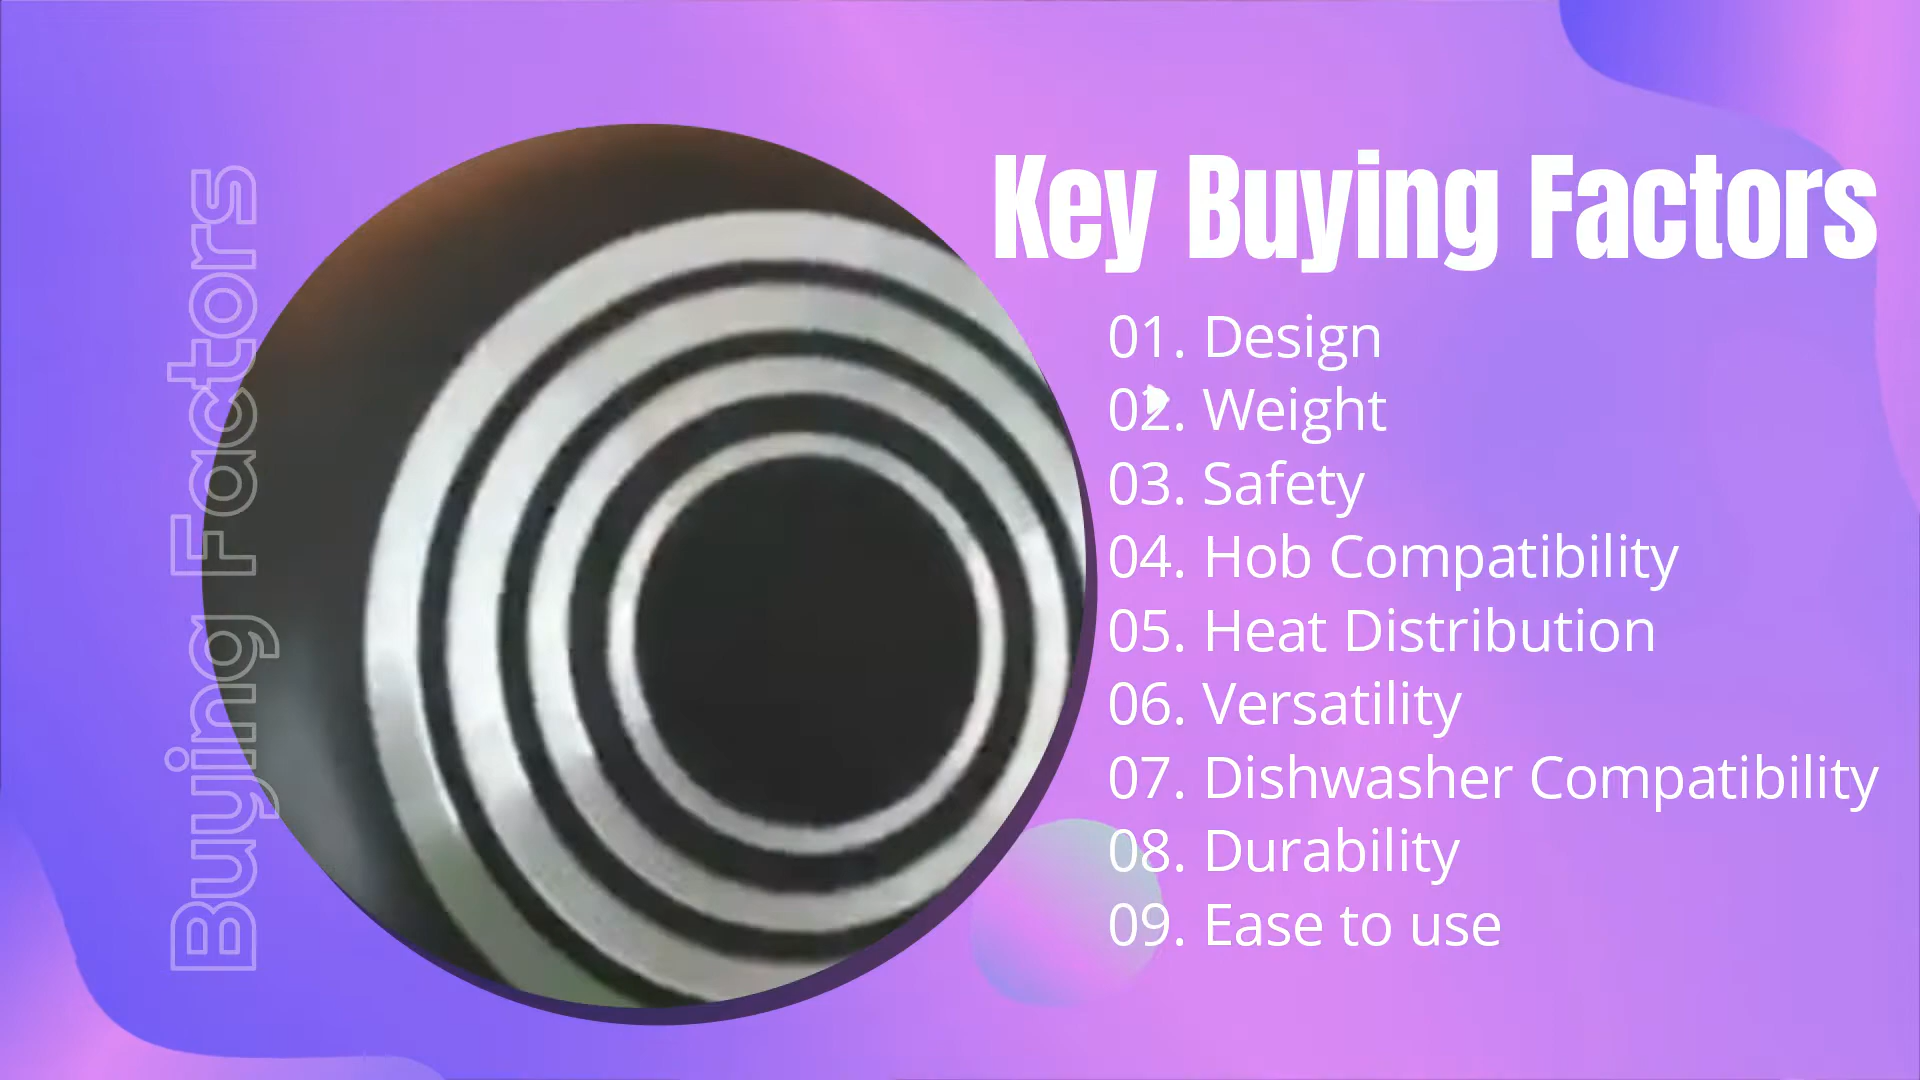 Buying Factors
Key Buying Factors
01. Design
02. Weight
03. Safety
04. Hob Compatibility
05. Heat Distribution
06. Versatility
07. Dishwasher Compatibility
08. Durability
09. Ease to use